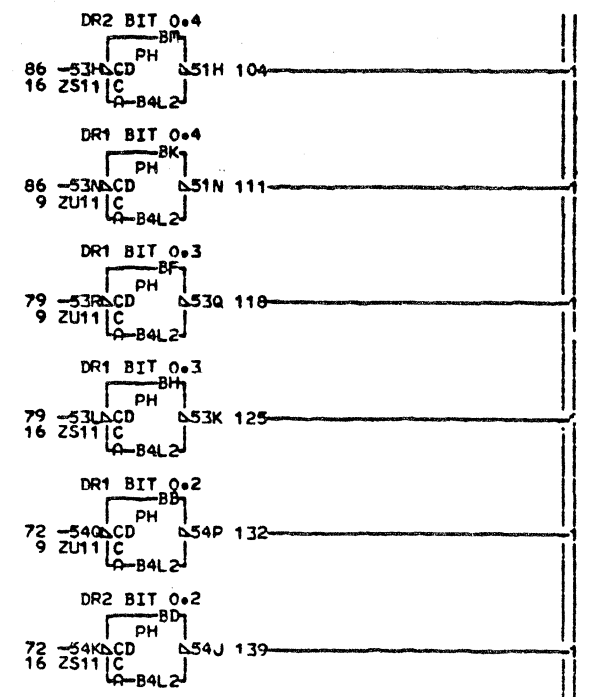 DR2 BIT 0.4
BM
PH
86 53H CD 51H 104
16 ZS11 C
A B4L2
DR1 BIT 0.4
BK
PH
86 53N CD 51N 111
9 ZU11 C
A B4L2
DR1 BIT 0.3
BF
PH
79 53R CD 53Q 118
9 ZU11 C
A B4L2
DR1 BIT 0.3
BH
PH
79 53L CD 53K 125
16 ZS11 C
A B4L2
DR1 BIT 0.2
BB
PH
72 54Q CD 54P 132
9 ZU11 C
A B4L2
DR2 BIT 0.2
BD
PH
72 54K CD 54J 139
16 ZS11 C
A B4L2